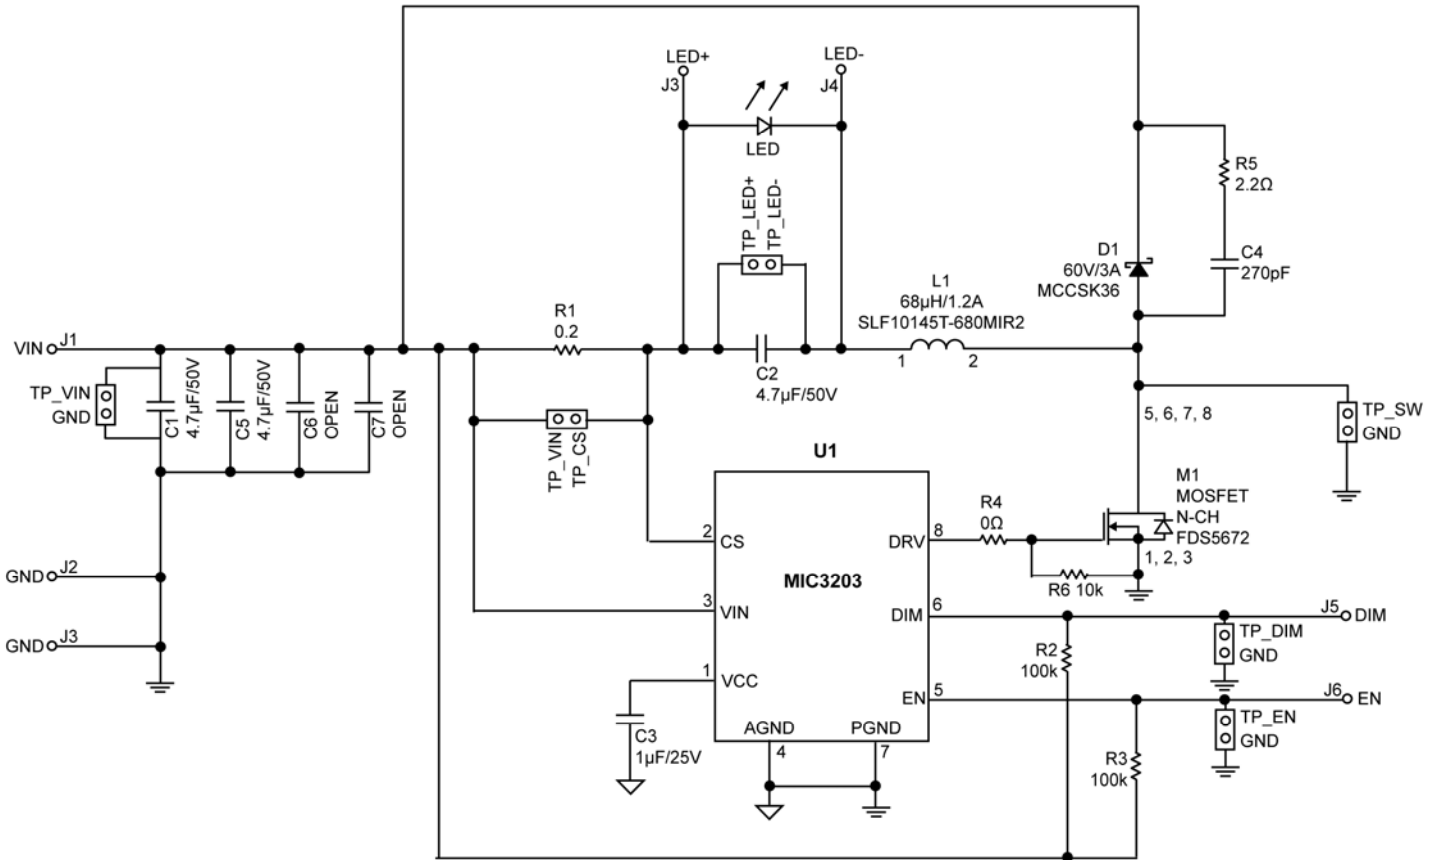 LED+
J3
LED-
J4
LED
TP_LED+
TP_LED-
R5
2.2Ω
C4
270pF
D1
60V/3A
MCCSK36
L1
68µH/1.2A
SLF10145T-680MIR2
1
2
R1
0.2
C2
4.7µF/50V
VIN
J1
TP_VIN
GND
C1
4.7µF/50V
C5
4.7µF/50V
C6
OPEN
C7
OPEN
TP_VIN
TP_CS
5, 6, 7, 8
TP_SW
GND
U1
M1
MOSFET
N-CH
FDS5672
1, 2, 3
R4
0Ω
R6 10k
2
CS
DRV
8
MIC3203
3
VIN
DIM
6
J5
DIM
TP_DIM
GND
R2
100k
1
VCC
EN
5
J6
EN
TP_EN
GND
R3
100k
AGND
4
PGND
7
C3
1µF/25V
GND
J2
GND
J3